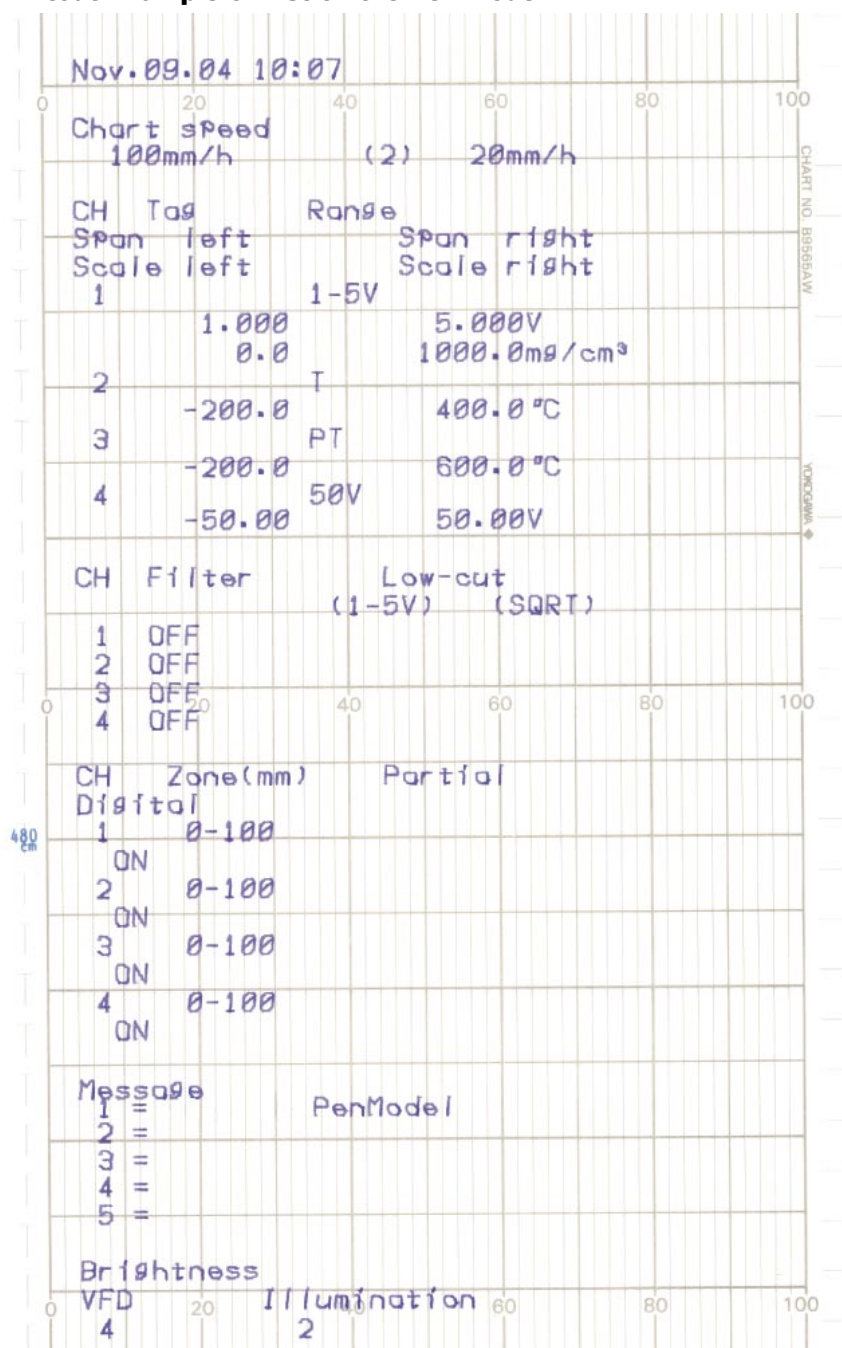 Nov.09.04 10:07
0 20 40 60 80 100
Chart speed
100mm/h (2) 20mm/h
CHART NO. B9565AW
CH Tag Range
Span left Span right
Scale left Scale right
1 1-5V
1.000 5.000V
0.0 1000.0mg/cm³
2 T
-200.0 400.0°C
3 PT
-200.0 600.0°C
4 50V
-50.00 50.00V
YOKOGAWA
CH Filter Low-cut
(1-5V) (SQRT)
1 OFF
2 OFF
3 OFF
0 40 60 80 100
4 OFF
CH Zone(mm) Partial
Digital
480 cm
1 0-100
ON
2 0-100
ON
3 0-100
ON
4 0-100
ON
Message
1 = PenModel
2 =
3 =
4 =
5 =
Brightness
VFD Illumination
0 20 40 60 80 100
4 2